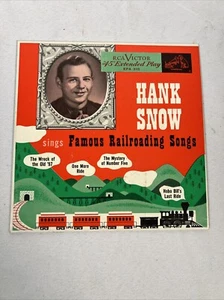 RCA VICTOR
"45" Extended Play
HANK
SNOW
sings Famous Railroading Songs
The Wreck of
the Old '97
One More
Ride
The Mystery of
Number Five
Hobo Bill's
Last Ride